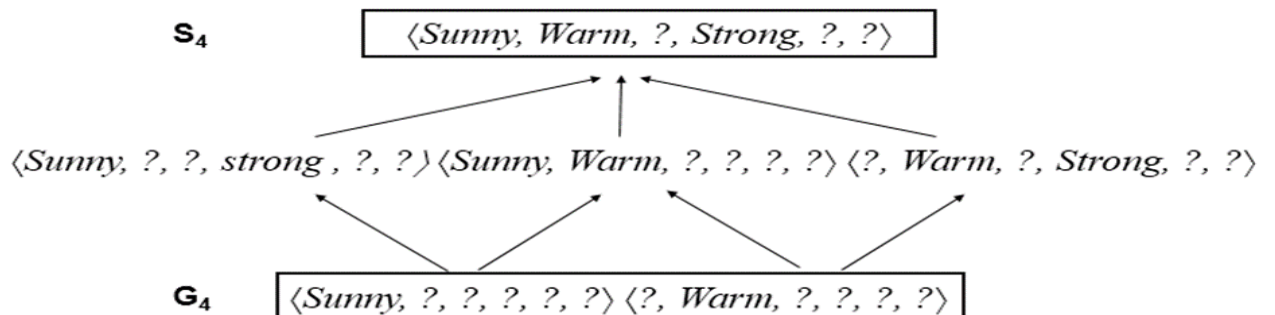 S₄ ⟨Sunny, Warm, ?, Strong, ?, ?⟩
⟨Sunny, ?, ?, strong , ?, ?⟩ ⟨Sunny, Warm, ?, ?, ?, ?⟩ ⟨?, Warm, ?, Strong, ?, ?⟩
G₄ ⟨Sunny, ?, ?, ?, ?, ?⟩ ⟨?, Warm, ?, ?, ?, ?⟩